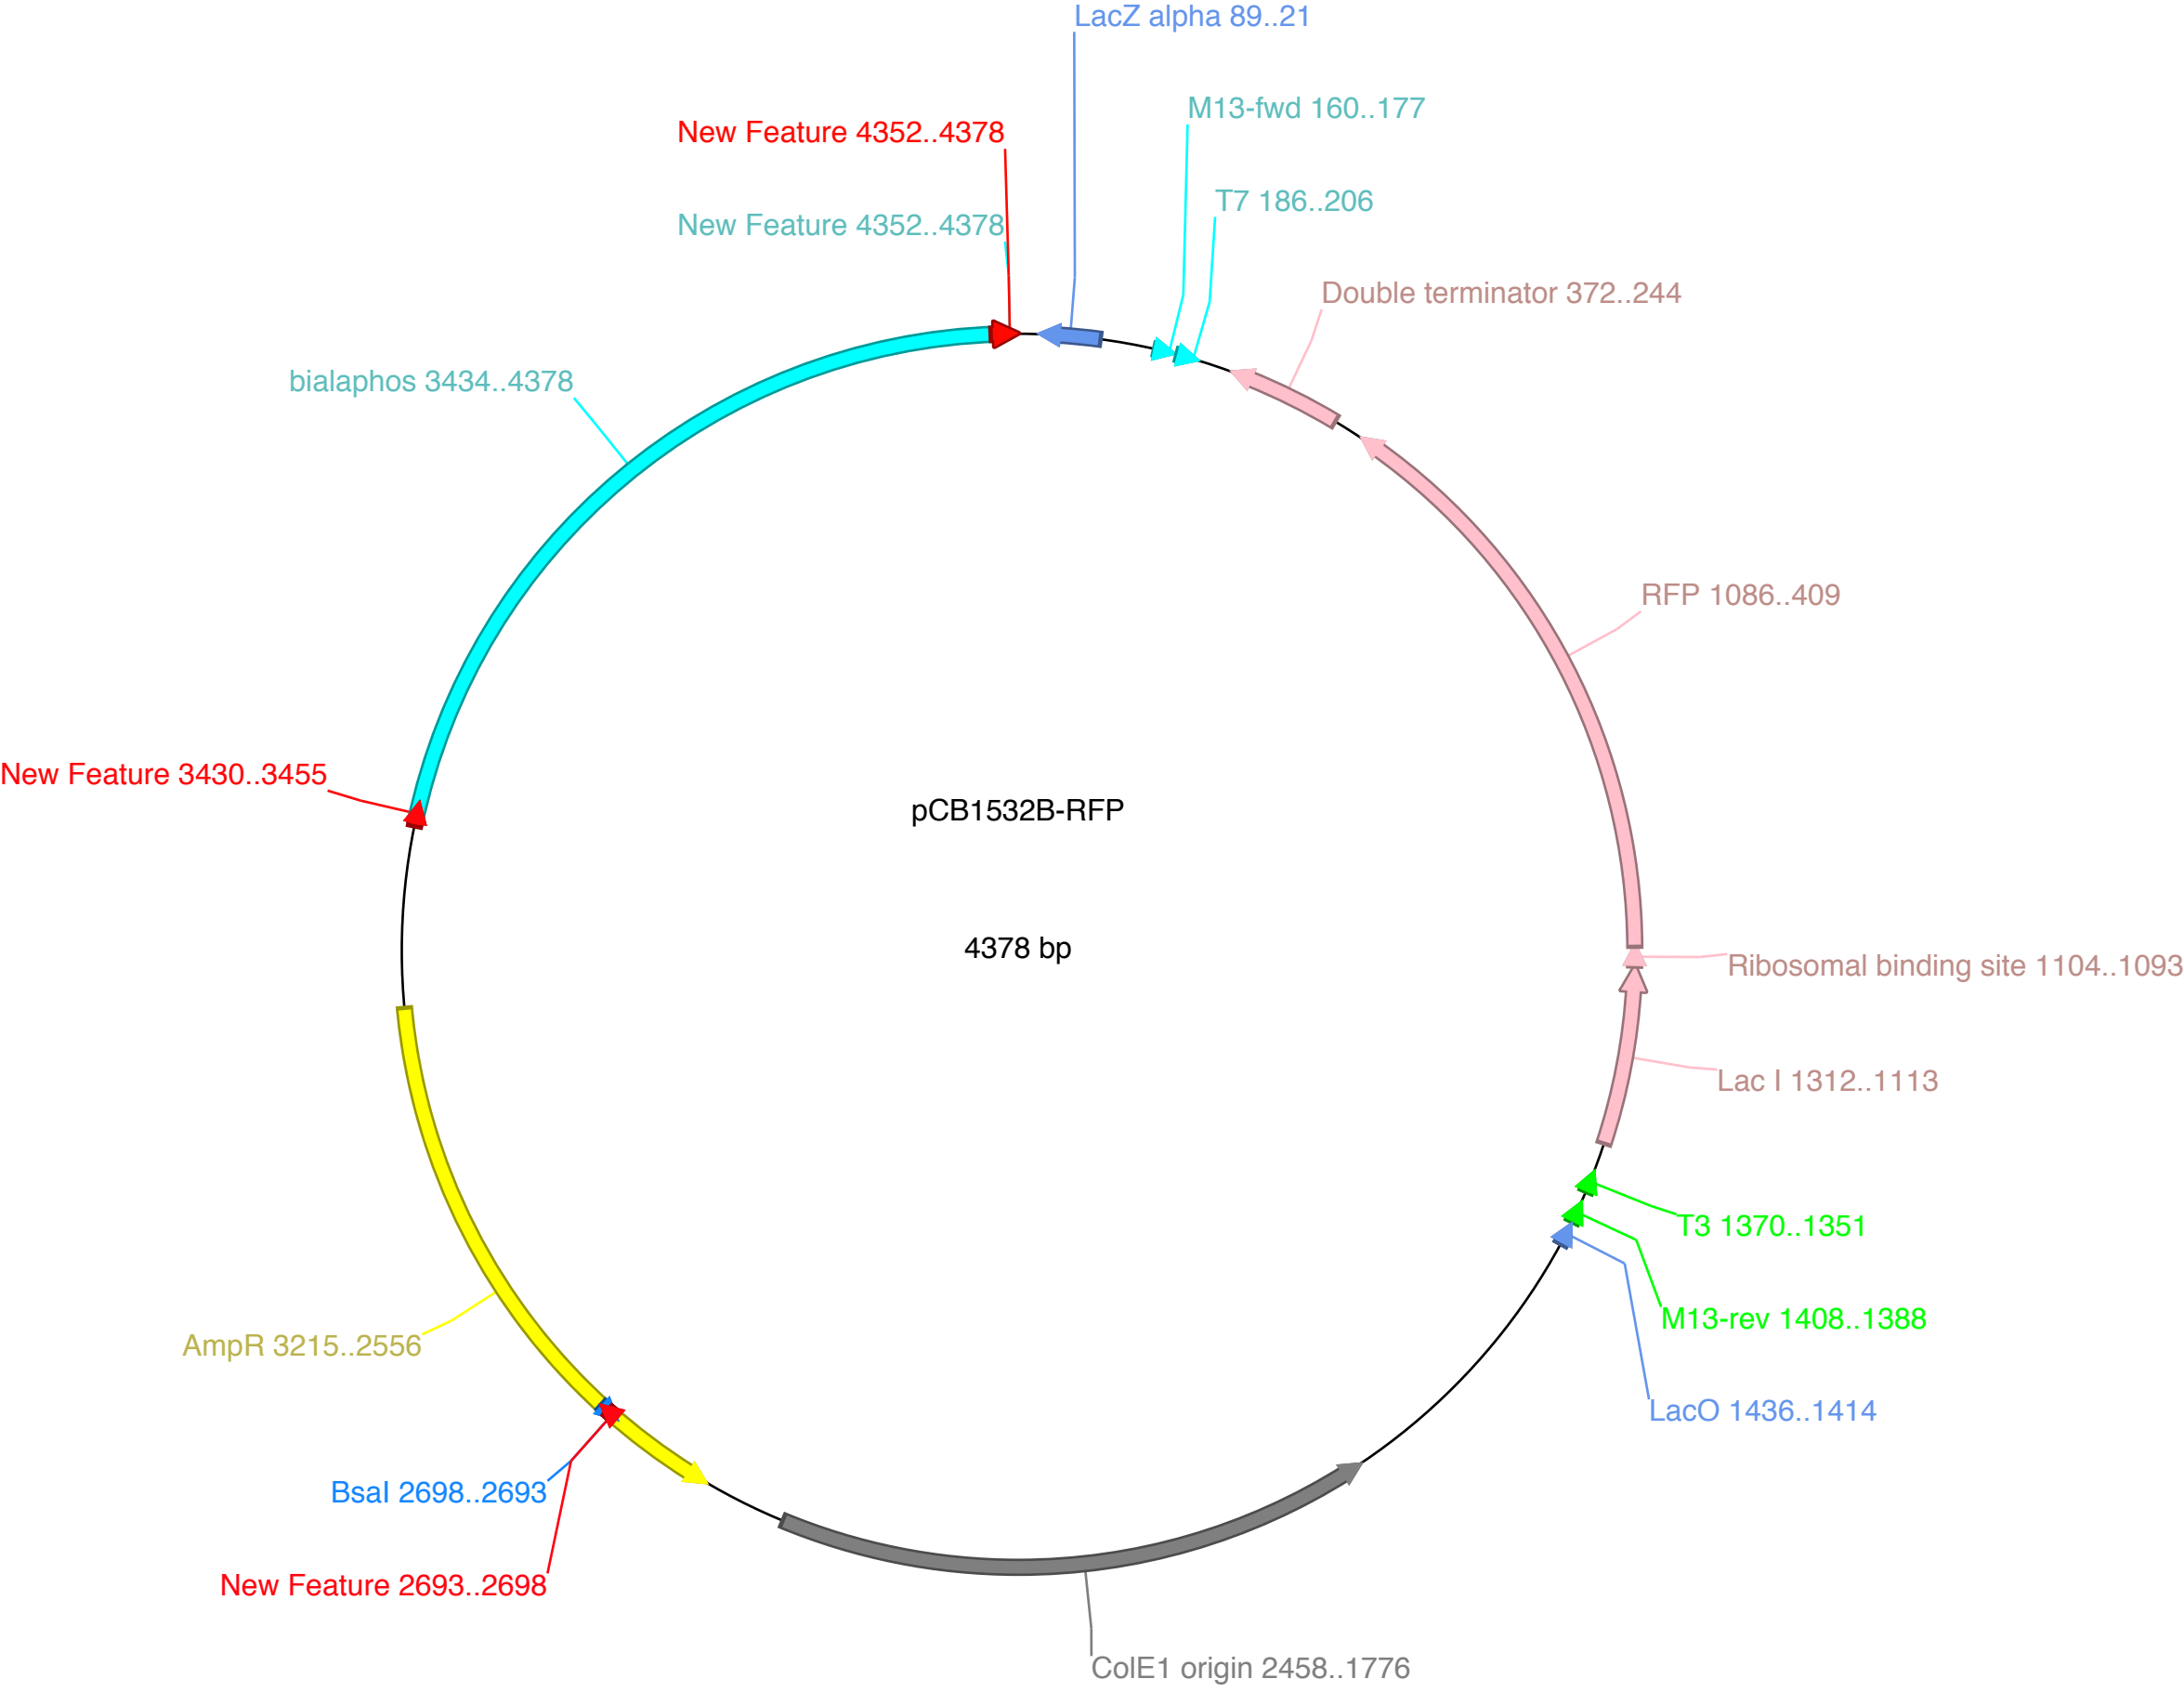 LacZ alpha 89..21
M13-fwd 160..177
New Feature 4352..4378
T7 186..206
New Feature 4352..4378
Double terminator 372..244
bialaphos 3434..4378
RFP 1086..409
New Feature 3430..3455
pCB1532B-RFP
4378 bp
Ribosomal binding site 1104..1093
Lac I 1312..1113
T3 1370..1351
M13-rev 1408..1388
AmpR 3215..2556
LacO 1436..1414
BsaI 2698..2693
New Feature 2693..2698
ColE1 origin 2458..1776